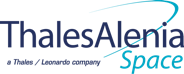 ThalesAlenia
a Thales / Leonardo company
Space